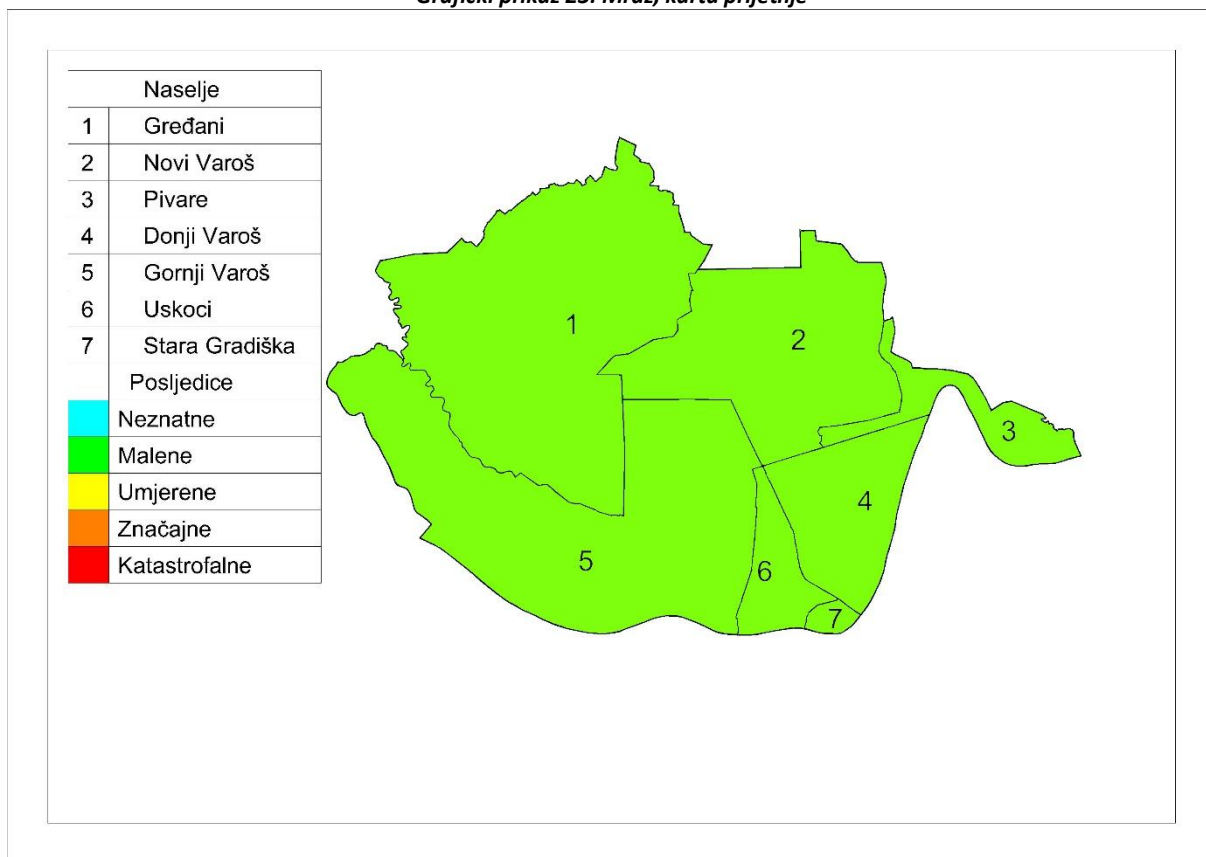 Grafički prikaz 23. Mraz, karta prijetnje
Naselje
1 Gređani
2 Novi Varoš
3 Pivare
4 Donji Varoš
5 Gornji Varoš
6 Uskoci
7 Stara Gradiška
Posljedice
Neznatne
Malene
Umjerene
Značajne
Katastrofalne
1
2
3
4
5
6
7